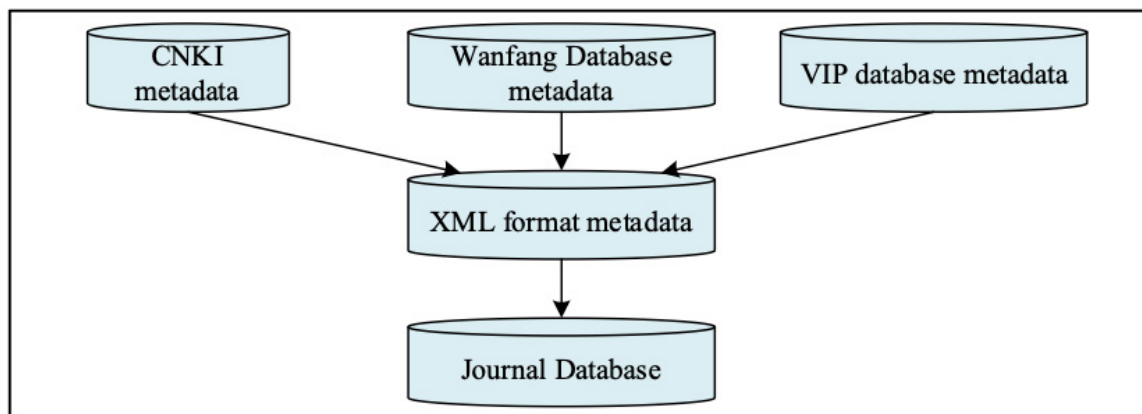 CNKI
metadata
Wanfang Database
metadata
VIP database metadata
XML format metadata
Journal Database